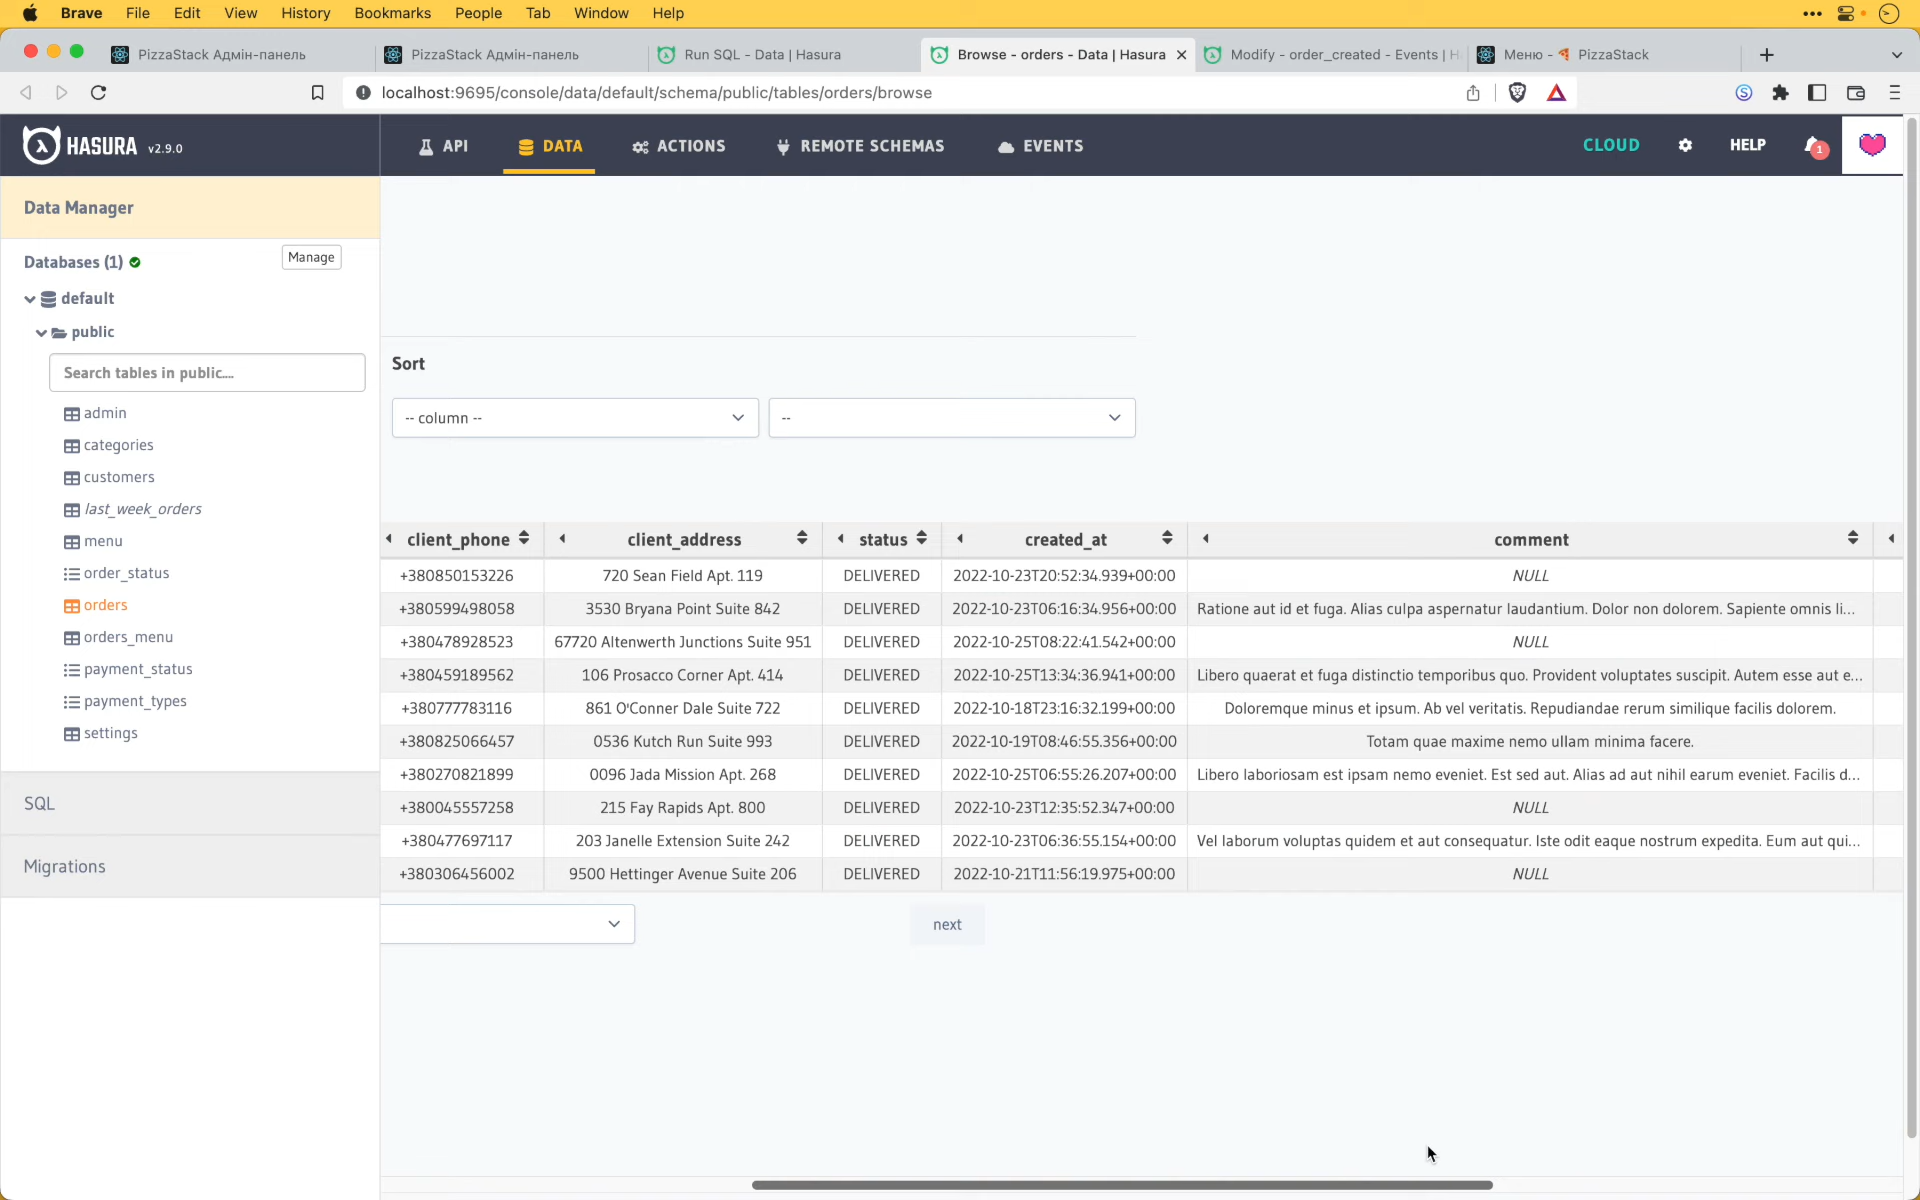 Brave File Edit View History Bookmarks People Tab Window Help
PizzaStack Адмін-панель
PizzaStack Адмін-панель
Run SQL - Data | Hasura
Browse - orders - Data | Hasura
Modify - order_created - Events | H
Меню - PizzaStack
localhost:9695/console/data/default/schema/public/tables/orders/browse
HASURA v2.9.0
API DATA ACTIONS REMOTE SCHEMAS EVENTS
CLOUD HELP 1
Data Manager
Databases (1)
Manage
default
public
Search tables in public....
admin
categories
customers
last_week_orders
menu
order_status
orders
orders_menu
payment_status
payment_types
settings
SQL
Migrations
Sort
-- column --
--
client_phone client_address status created_at comment
+380850153226 720 Sean Field Apt. 119 DELIVERED 2022-10-23T20:52:34.939+00:00 NULL
+380599498058 3530 Bryana Point Suite 842 DELIVERED 2022-10-23T06:16:34.956+00:00 Ratione aut id et fuga. Alias culpa aspernatur laudantium. Dolor non dolorem. Sapiente omnis li...
+380478928523 67720 Altenwerth Junctions Suite 951 DELIVERED 2022-10-25T08:22:41.542+00:00 NULL
+380459189562 106 Prosacco Corner Apt. 414 DELIVERED 2022-10-25T13:34:36.941+00:00 Libero quaerat et fuga distinctio temporibus quo. Provident voluptates suscipit. Autem esse aut e...
+380777783116 861 O'Conner Dale Suite 722 DELIVERED 2022-10-18T23:16:32.199+00:00 Doloremque minus et ipsum. Ab vel veritatis. Repudiandae rerum similique facilis dolorem.
+380825066457 0536 Kutch Run Suite 993 DELIVERED 2022-10-19T08:46:55.356+00:00 Totam quae maxime nemo ullam minima facere.
+380270821899 0096 Jada Mission Apt. 268 DELIVERED 2022-10-25T06:55:26.207+00:00 Libero laboriosam est ipsam nemo eveniet. Est sed aut. Alias ad aut nihil earum eveniet. Facilis d...
+380045557258 215 Fay Rapids Apt. 800 DELIVERED 2022-10-23T12:35:52.347+00:00 NULL
+380477697117 203 Janelle Extension Suite 242 DELIVERED 2022-10-23T06:36:55.154+00:00 Vel laborum voluptas quidem et aut consequatur. Iste odit eaque nostrum expedita. Eum aut qui...
+380306456002 9500 Hettinger Avenue Suite 206 DELIVERED 2022-10-21T11:56:19.975+00:00 NULL
next